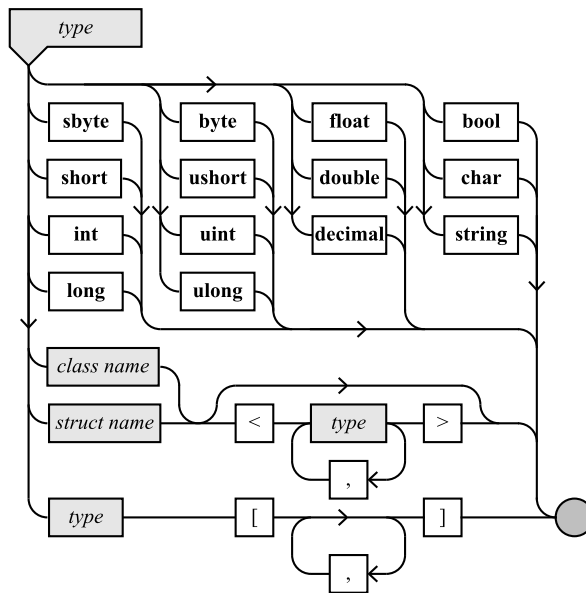 type
sbyte byte float bool
short ushort double char
int uint decimal string
long ulong
class name
struct name < type >
,
type [ ]
,